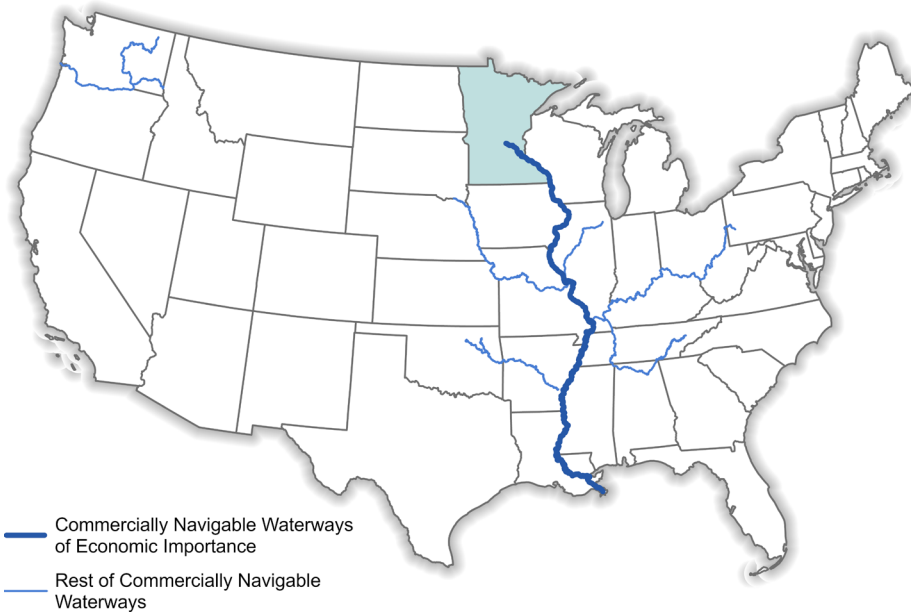 Commercially Navigable Waterways
of Economic Importance
Rest of Commercially Navigable
Waterways